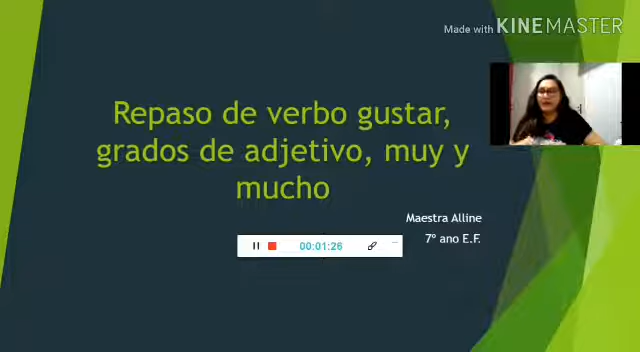 Made with KINEMASTER
Repaso de verbo gustar,
grados de adjetivo, muy y
mucho
Maestra Alline
7º ano E.F.
00:01:26